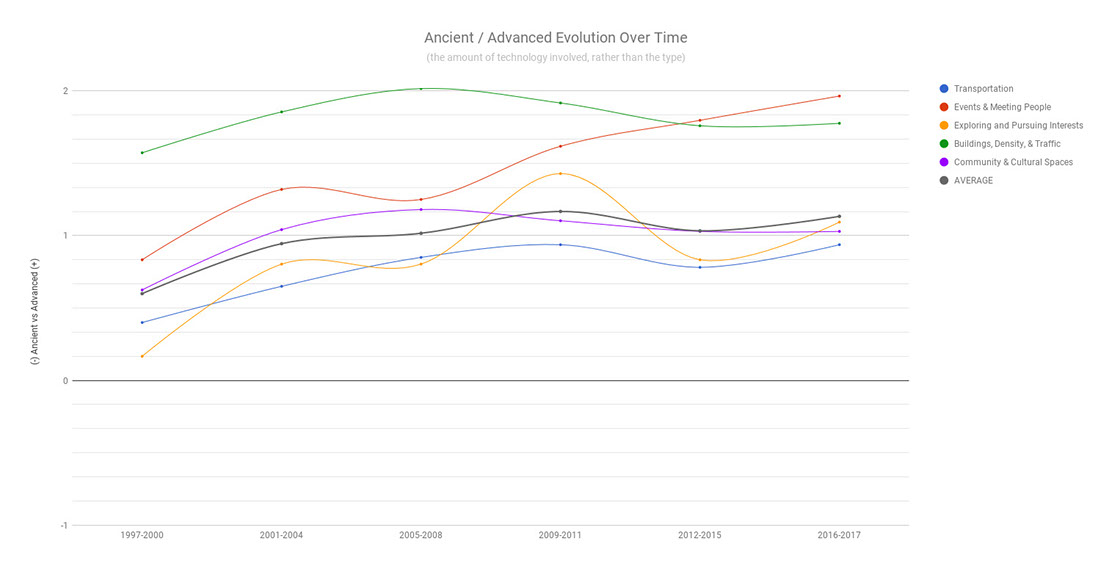 Ancient / Advanced Evolution Over Time
(the amount of technology involved, rather than the type)
2
1
0
-1
(-) Ancient vs Advanced (+)
1997-2000
2001-2004
2005-2008
2009-2011
2012-2015
2016-2017
Transportation
Events & Meeting People
Exploring and Pursuing Interests
Buildings, Density, & Traffic
Community & Cultural Spaces
AVERAGE